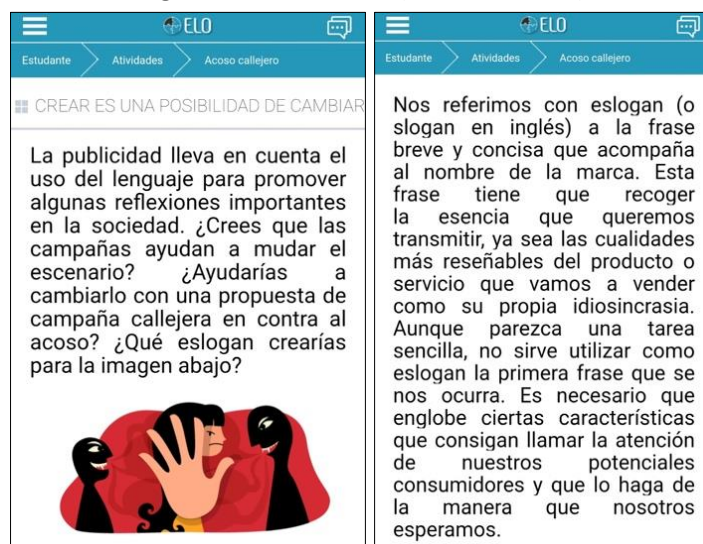 ELO
Estudante Atividades Acoso callejero
CREAR ES UNA POSIBILIDAD DE CAMBIAR
La publicidad lleva en cuenta el
uso del lenguaje para promover
algunas reflexiones importantes
en la sociedad. ¿Crees que las
campañas ayudan a mudar el
escenario? ¿Ayudarías a
cambiarlo con una propuesta de
campaña callejera en contra al
acoso? ¿Qué eslogan crearías
para la imagen abajo?
ELO
Estudante Atividades Acoso callejero
Nos referimos con eslogan (o
slogan en inglés) a la frase
breve y concisa que acompaña
al nombre de la marca. Esta
frase tiene que recoger
la esencia que queremos
transmitir, ya sea las cualidades
más reseñables del producto o
servicio que vamos a vender
como su propia idiosincrasia.
Aunque parezca una tarea
sencilla, no sirve utilizar como
eslogan la primera frase que se
nos ocurra. Es necesario que
englobe ciertas características
que consigan llamar la atención
de nuestros potenciales
consumidores y que lo haga de
la manera que nosotros
esperamos.